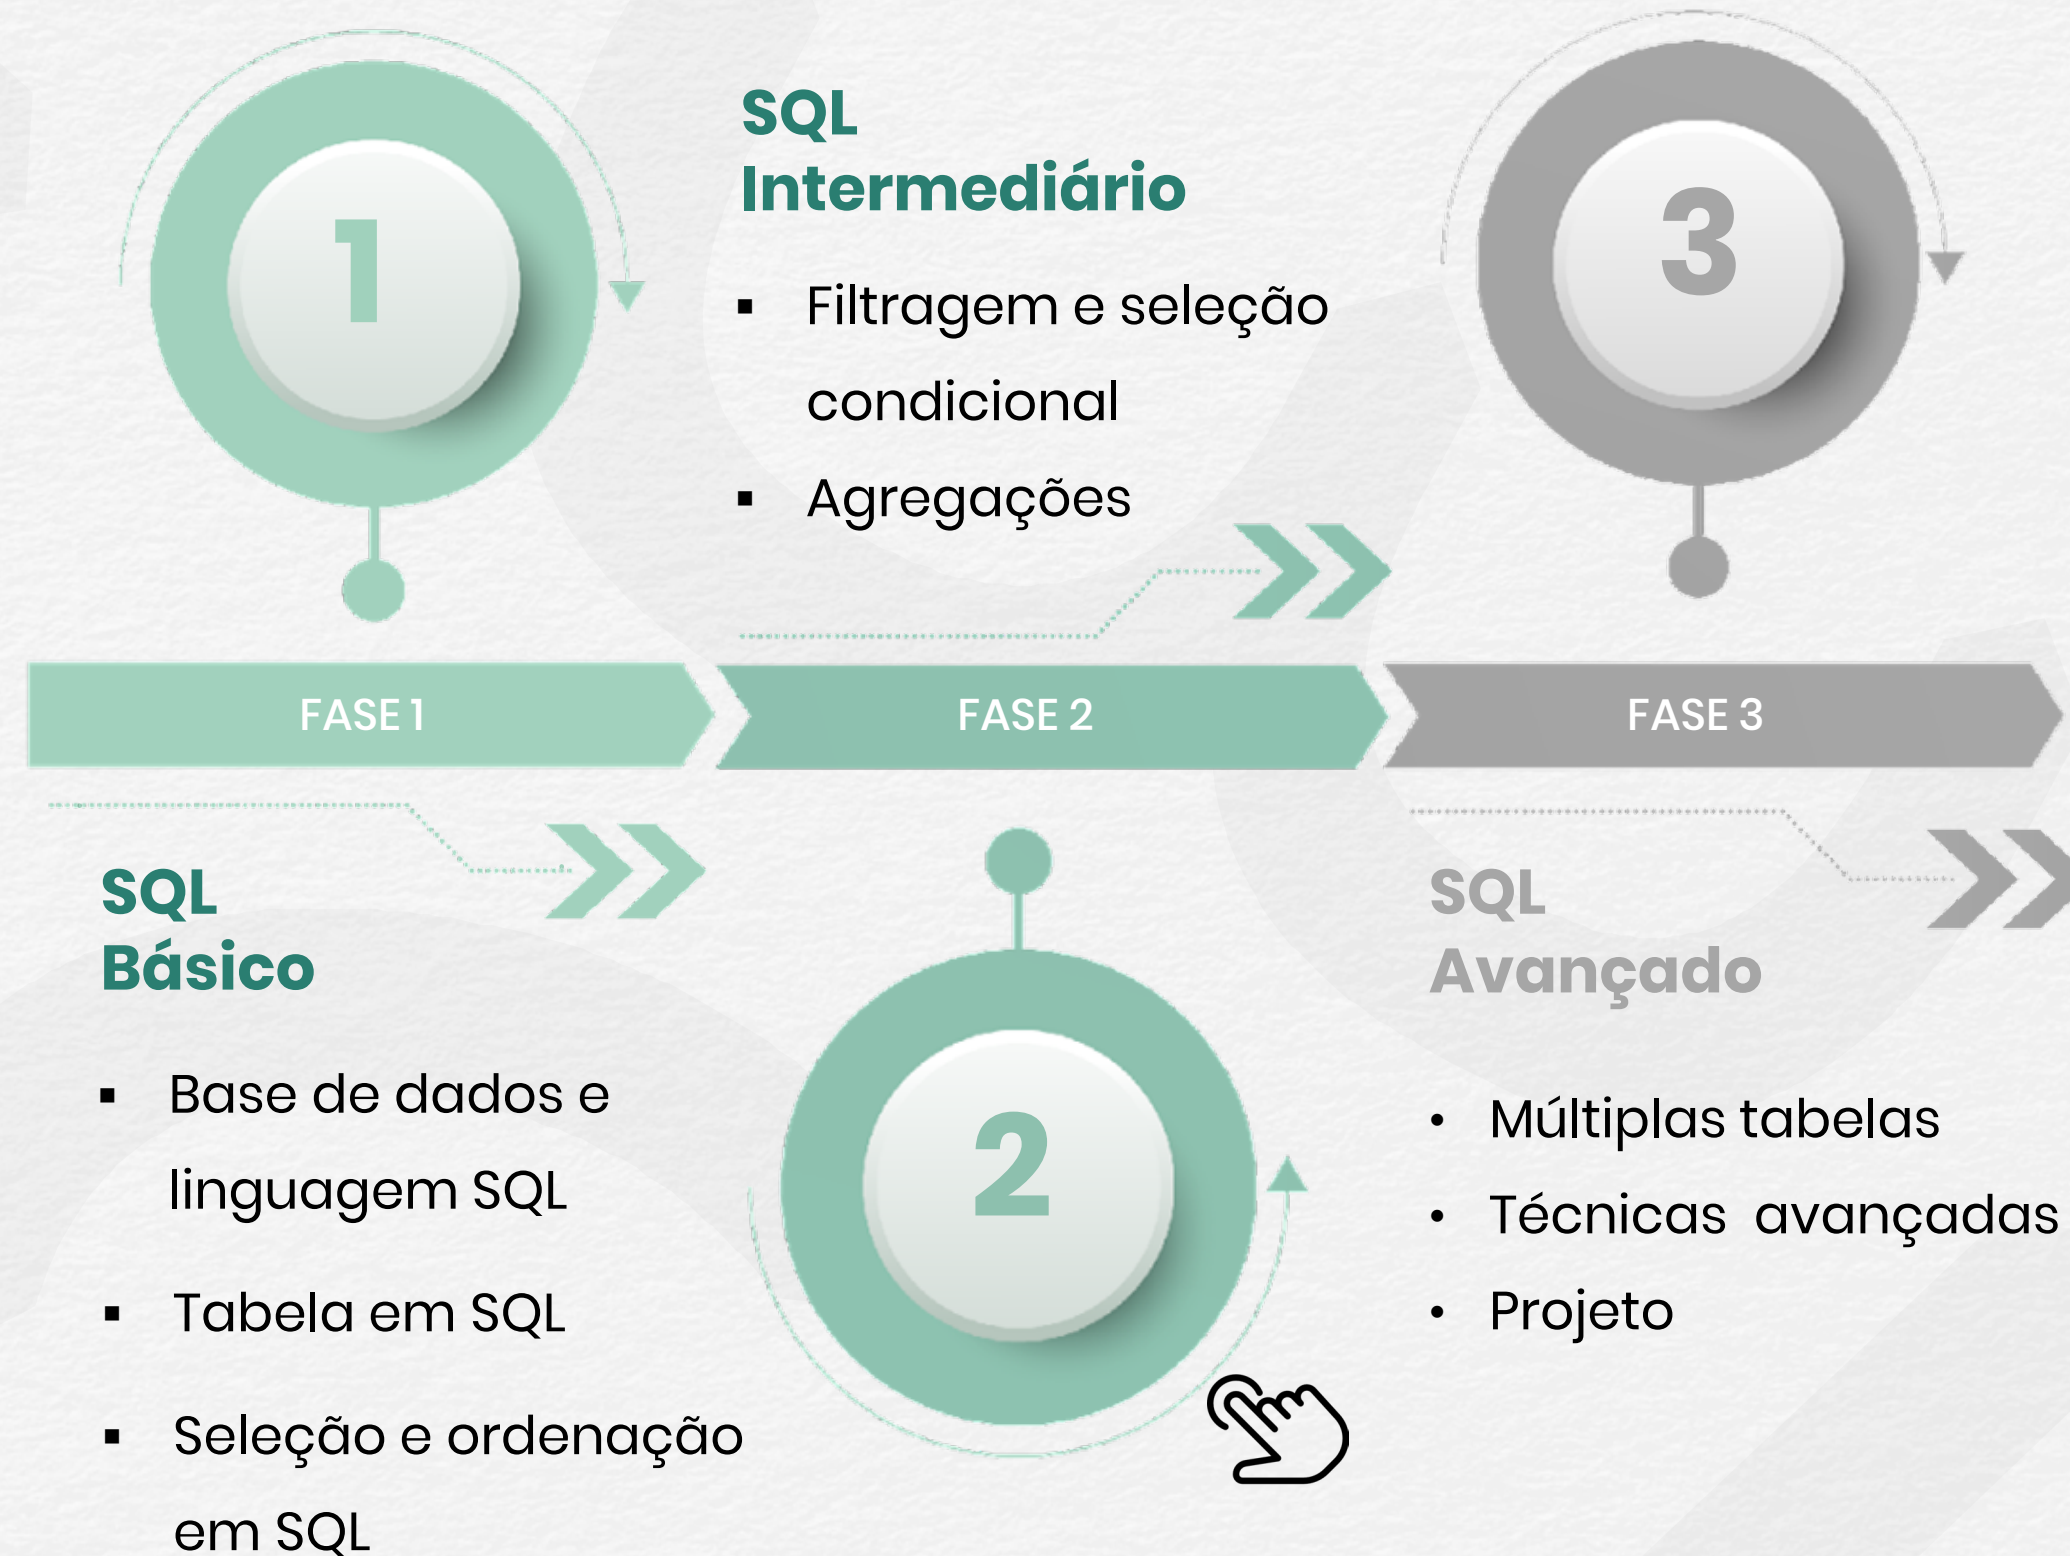 1
SQL
Intermediário
▪ Filtragem e seleção
condicional
▪ Agregações
3
FASE 1
FASE 2
FASE 3
SQL
Básico
▪ Base de dados e
linguagem SQL
▪ Tabela em SQL
▪ Seleção e ordenação
em SQL
2
SQL
Avançado
• Múltiplas tabelas
• Técnicas avançadas
• Projeto